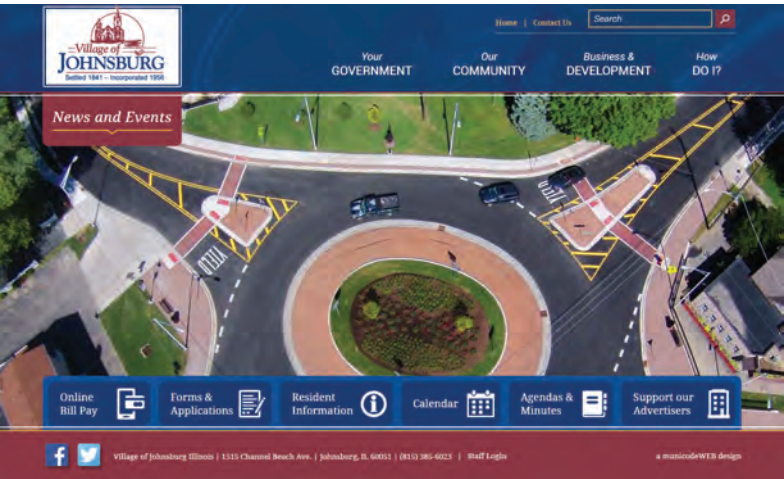 Village of
JOHNSBURG
Settled 1841 – Incorporated 1956
Home | Contact Us
Search
Your
GOVERNMENT
Our
COMMUNITY
Business &
DEVELOPMENT
How
DO I?
News and Events
YIELD
YIELD
Online
Bill Pay
Forms &
Applications
Resident
Information
Calendar
Agendas &
Minutes
Support our
Advertisers
Village of Johnsburg Illinois | 1515 Channel Beach Ave. | Johnsburg, IL 60051 | (815) 385-6023 | Staff Login
a municodeWEB design